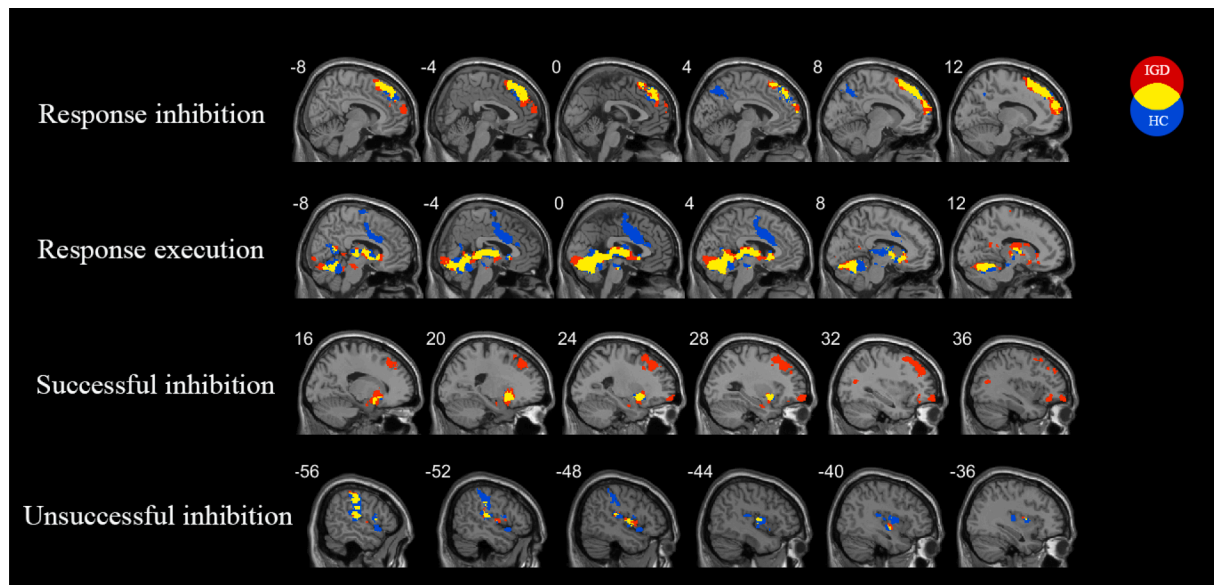 -8 -4 0 4 8 12
IGD
HC
Response inhibition
-8 -4 0 4 8 12
Response execution
16 20 24 28 32 36
Successful inhibition
-56 -52 -48 -44 -40 -36
Unsuccessful inhibition